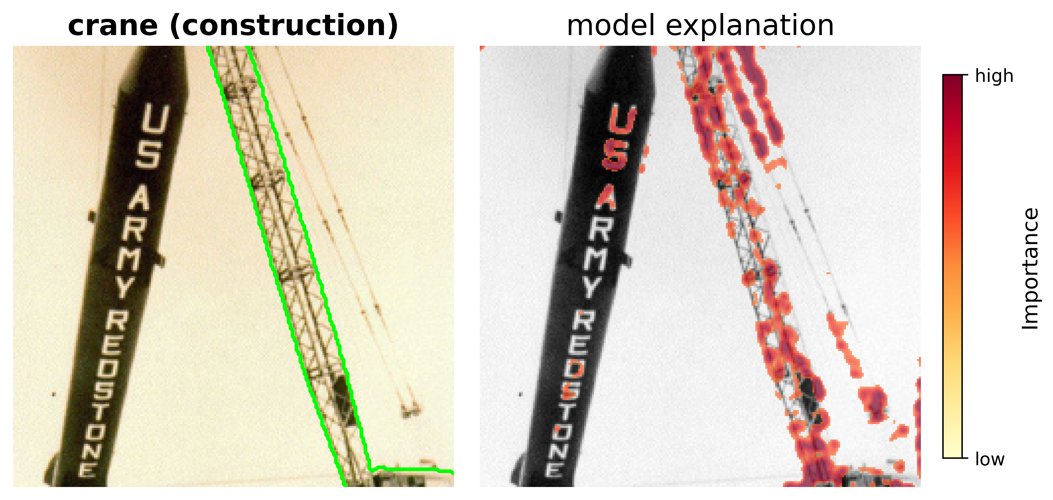 crane (construction)
model explanation
US ARMY REDSTONE
US ARMY REDSTONE
high
Importance
low